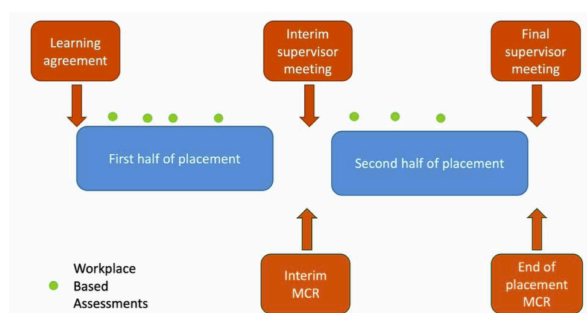 Learning
agreement
Interim
supervisor
meeting
Final
supervisor
meeting
First half of placement
Second half of placement
Workplace
Based
Assessments
Interim
MCR
End of
placement
MCR